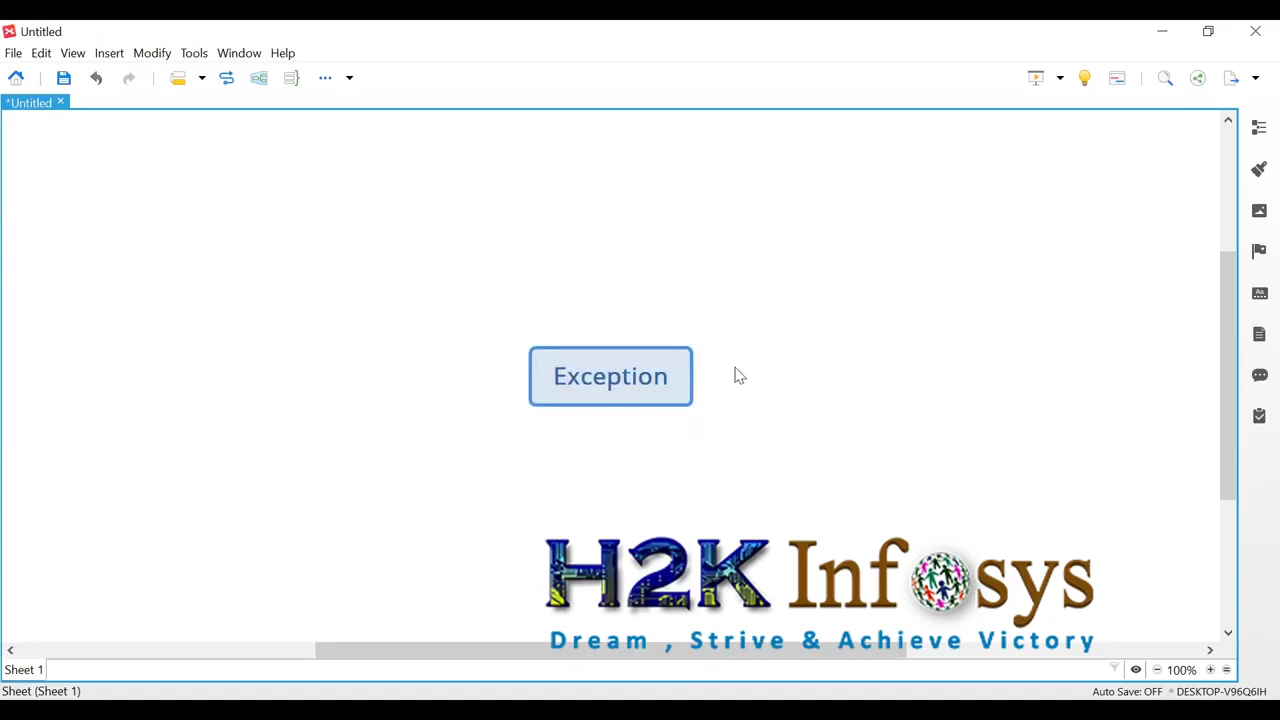 Untitled
File Edit View Insert Modify Tools Window Help
*Untitled
Exception
H2K Infosys
Dream , Strive & Achieve Victory
Sheet 1
100%
Sheet (Sheet 1)
Auto Save: OFF DESKTOP-V96Q6IH